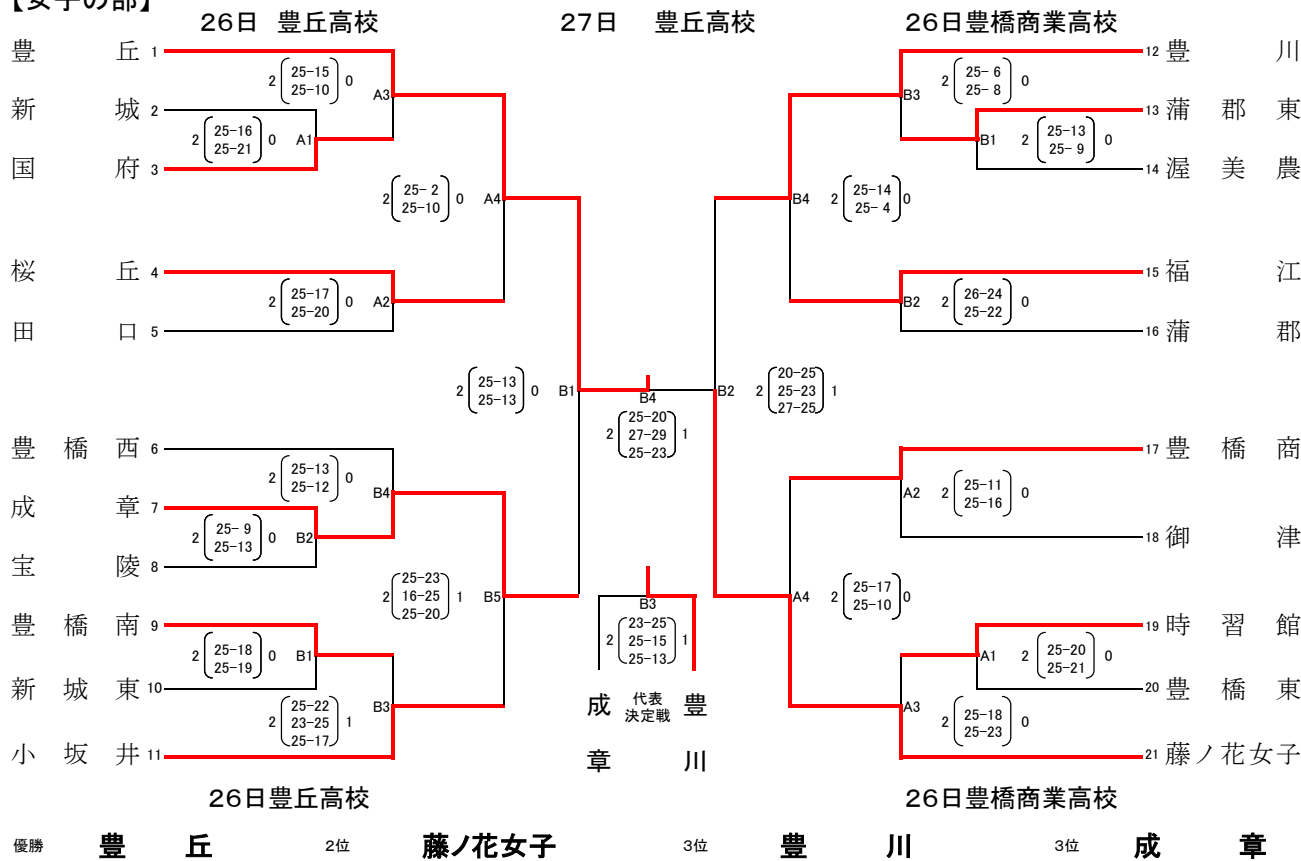 【女子の部】
26日 豊丘高校
27日 豊丘高校
26日豊橋商業高校
豊丘 1
新城 2
国府 3
桜丘 4
田口 5
豊橋西 6
成章 7
宝陵 8
豊橋南 9
新城東 10
小坂井 11
2 25-15 0
25-10
A3
2 25-16 0
25-21
A1
2 25-2 0
25-10
A4
2 25-17 0
25-20
A2
2 25-13 0
25-13
B1
2 25-13 0
25-12
B4
2 25-9 0
25-13
B2
2 25-23 1
16-25
25-20
B5
2 25-18 0
25-19
B1
2 25-22 1
23-25
25-17
B3
B4
2 25-20 1
27-29
25-23
B3
2 23-25 1
25-15
25-13
成章
代表
決定戦
豊川
12 豊川
13 蒲郡東
14 渥美農
15 福江
16 蒲郡
17 豊橋商
18 御津
19 時習館
20 豊橋東
21 藤ノ花女子
B3
2 25-6 0
25-8
B1
2 25-13 0
25-9
B4
2 25-14 0
25-4
B2
2 26-24 0
25-22
B2
2 20-25 1
25-23
27-25
A2
2 25-11 0
25-16
A4
2 25-17 0
25-10
A1
2 25-20 0
25-21
A3
2 25-18 0
25-23
26日豊丘高校
26日豊橋商業高校
優勝 豊丘 2位 藤ノ花女子 3位 豊川 3位 成章